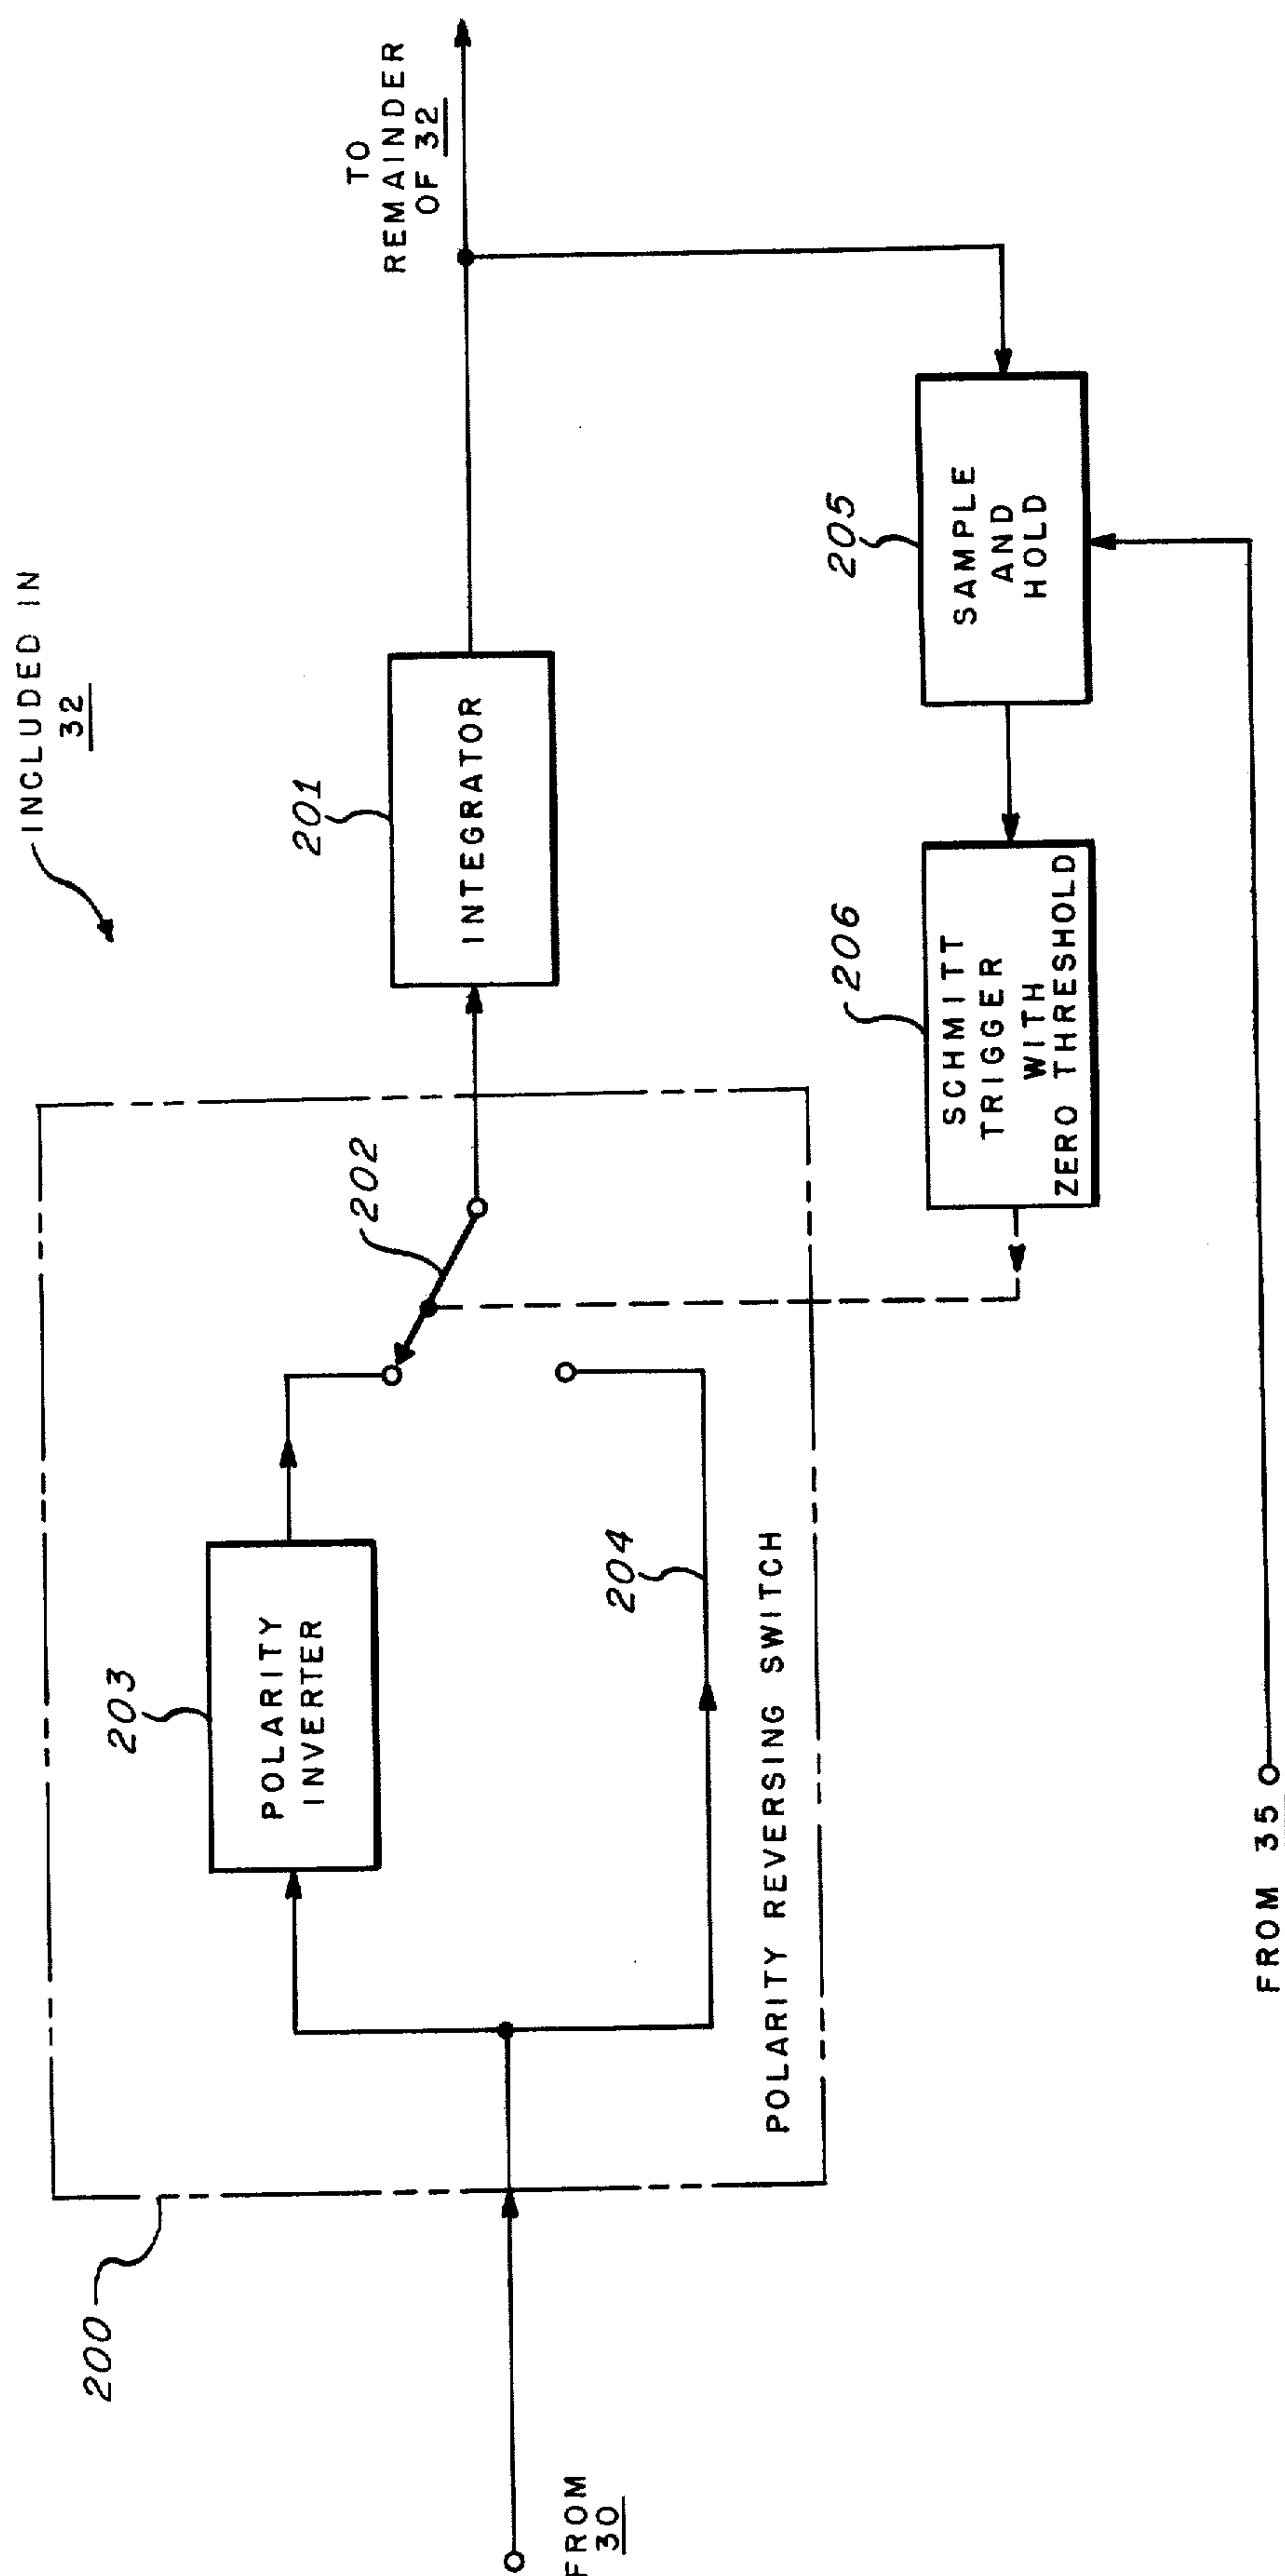 INCLUDED IN
32
TO
REMAINDER
OF 32
200
203
POLARITY
INVERTER
202
201
INTEGRATOR
204
POLARITY REVERSING SWITCH
FROM
30
206
SCHMITT
TRIGGER
WITH
ZERO THRESHOLD
205
SAMPLE
AND
HOLD
FROM 35